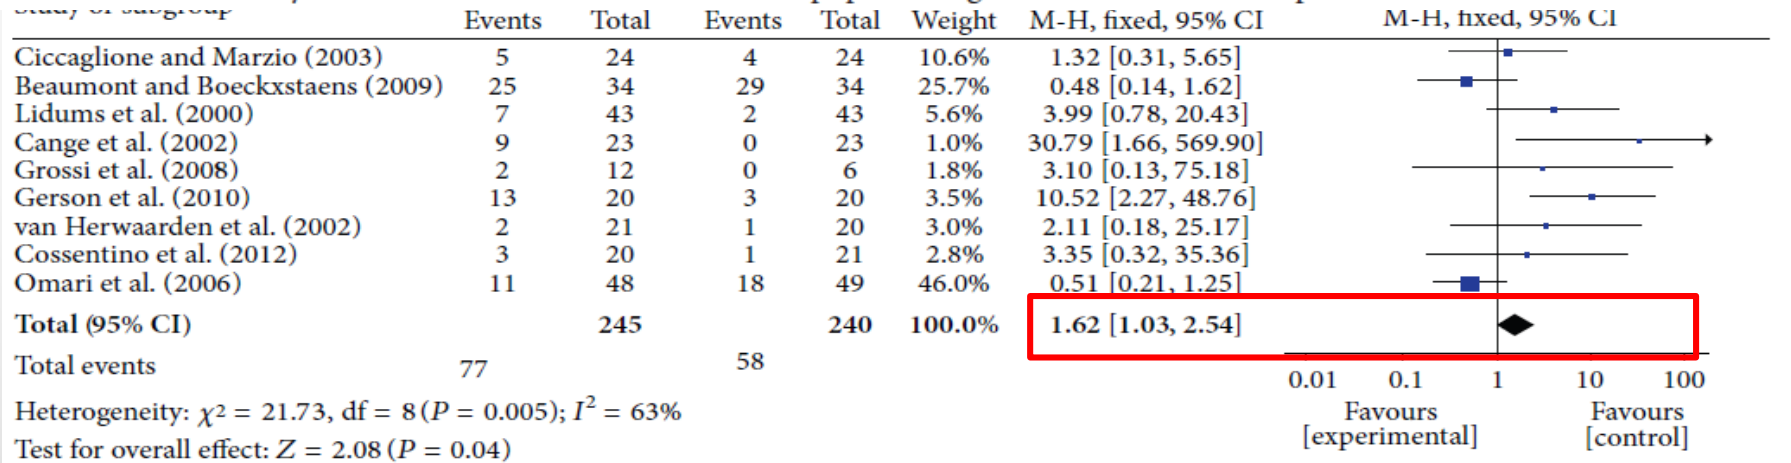 Study or subgroup
Events Total Events Total Weight M-H, fixed, 95% CI M-H, fixed, 95% CI
Ciccaglione and Marzio (2003) 5 24 4 24 10.6% 1.32 [0.31, 5.65]
Beaumont and Boeckxstaens (2009) 25 34 29 34 25.7% 0.48 [0.14, 1.62]
Lidums et al. (2000) 7 43 2 43 5.6% 3.99 [0.78, 20.43]
Cange et al. (2002) 9 23 0 23 1.0% 30.79 [1.66, 569.90]
Grossi et al. (2008) 2 12 0 6 1.8% 3.10 [0.13, 75.18]
Gerson et al. (2010) 13 20 3 20 3.5% 10.52 [2.27, 48.76]
van Herwaarden et al. (2002) 2 21 1 20 3.0% 2.11 [0.18, 25.17]
Cossentino et al. (2012) 3 20 1 21 2.8% 3.35 [0.32, 35.36]
Omari et al. (2006) 11 48 18 49 46.0% 0.51 [0.21, 1.25]
Total (95% CI) 245 240 100.0% 1.62 [1.03, 2.54]
Total events 77 58
0.01 0.1 1 10 100
Heterogeneity: χ2 = 21.73, df = 8 (P = 0.005); I² = 63%
Favours [experimental] Favours [control]
Test for overall effect: Z = 2.08 (P = 0.04)